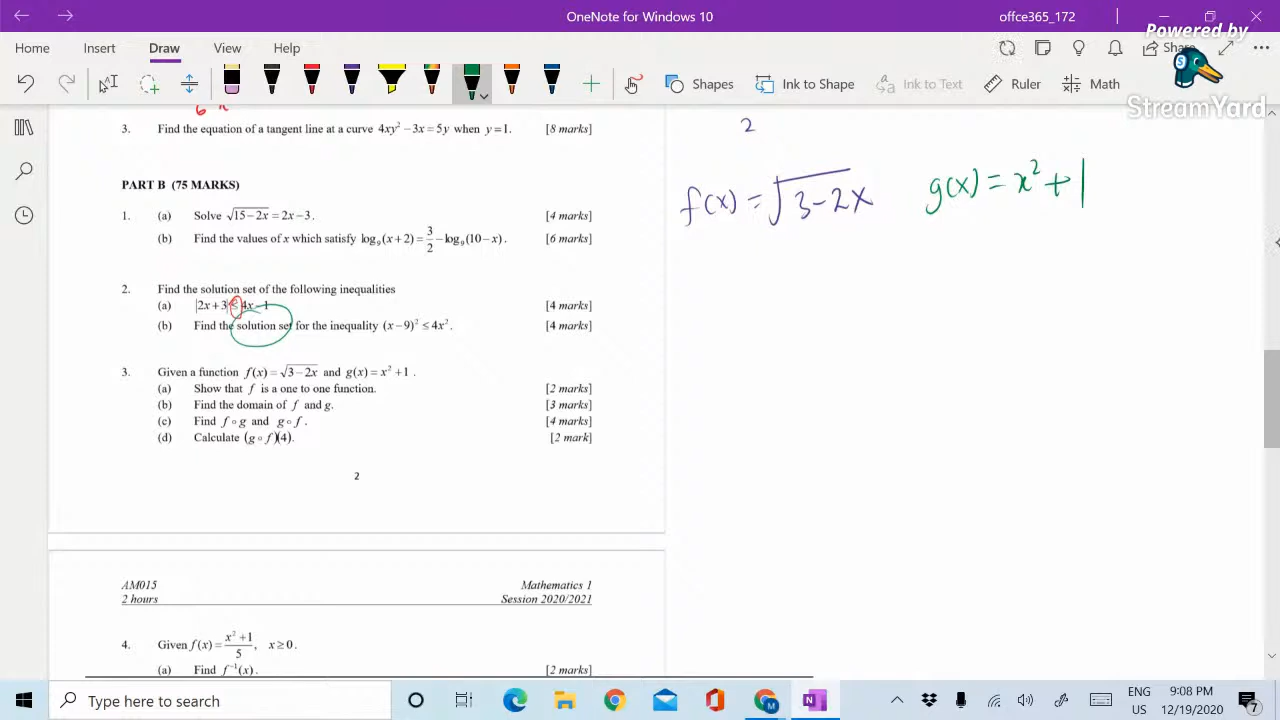 OneNote for Windows 10
offce365_172
Powered by
StreamYard
Home Insert Draw View Help
Share
Shapes Ink to Shape Ink to Text Ruler Math
3. Find the equation of a tangent line at a curve 4xy² − 3x = 5y when y = 1. [8 marks]
2
PART B (75 MARKS)
f(x) = √(3−2x) g(x) = x² + 1
1. (a) Solve √(15−2x) = 2x − 3. [4 marks]
(b) Find the values of x which satisfy log₉(x+2) = 3/2 − log₉(10−x). [6 marks]
2. Find the solution set of the following inequalities
(a) |2x+3| ≤ 4x−1 [4 marks]
(b) Find the solution set for the inequality (x−9)² ≤ 4x². [4 marks]
3. Given a function f(x) = √(3−2x) and g(x) = x² + 1 .
(a) Show that f is a one to one function. [2 marks]
(b) Find the domain of f and g. [3 marks]
(c) Find f ∘ g and g ∘ f . [4 marks]
(d) Calculate (g ∘ f)(4). [2 mark]
2
AM015 Mathematics 1
2 hours Session 2020/2021
4. Given f(x) = (x²+1)/5, x ≥ 0.
(a) Find f⁻¹(x). [2 marks]
Type here to search
ENG
US
9:08 PM
12/19/2020
7